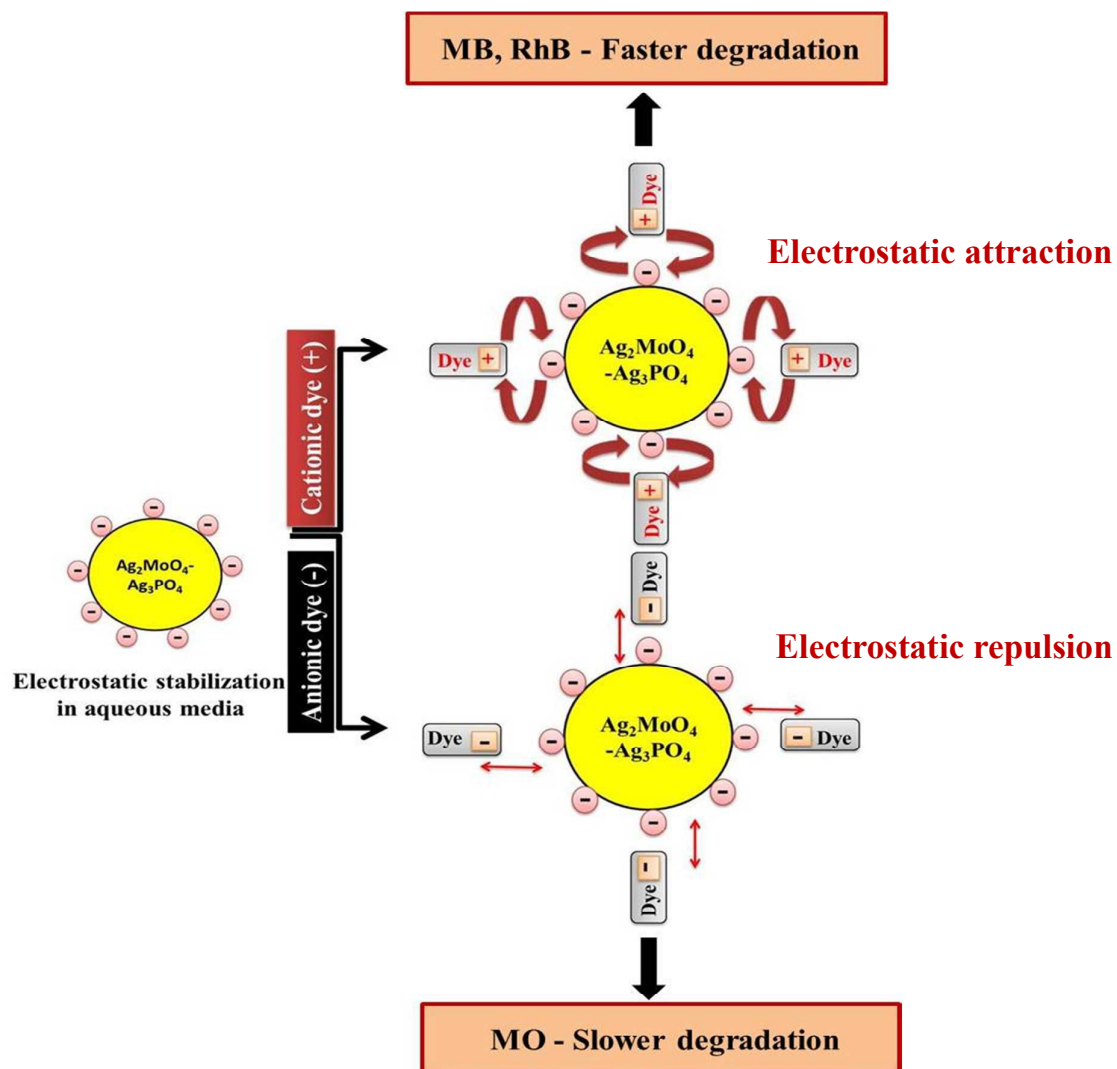 MB, RhB - Faster degradation
+ Dye
Electrostatic attraction
-
- -
Cationic dye (+)
Dye +
-
Ag₂MoO₄
-Ag₃PO₄
-
+ Dye
- -
-
Dye +
-
- -
- -
Ag₂MoO₄-
Ag₃PO₄
- -
- -
Electrostatic stabilization
in aqueous media
Anionic dye (-)
- Dye
-
Electrostatic repulsion
- -
Dye -
-
Ag₂MoO₄
-Ag₃PO₄
-
- Dye
- -
-
Dye -
MO - Slower degradation